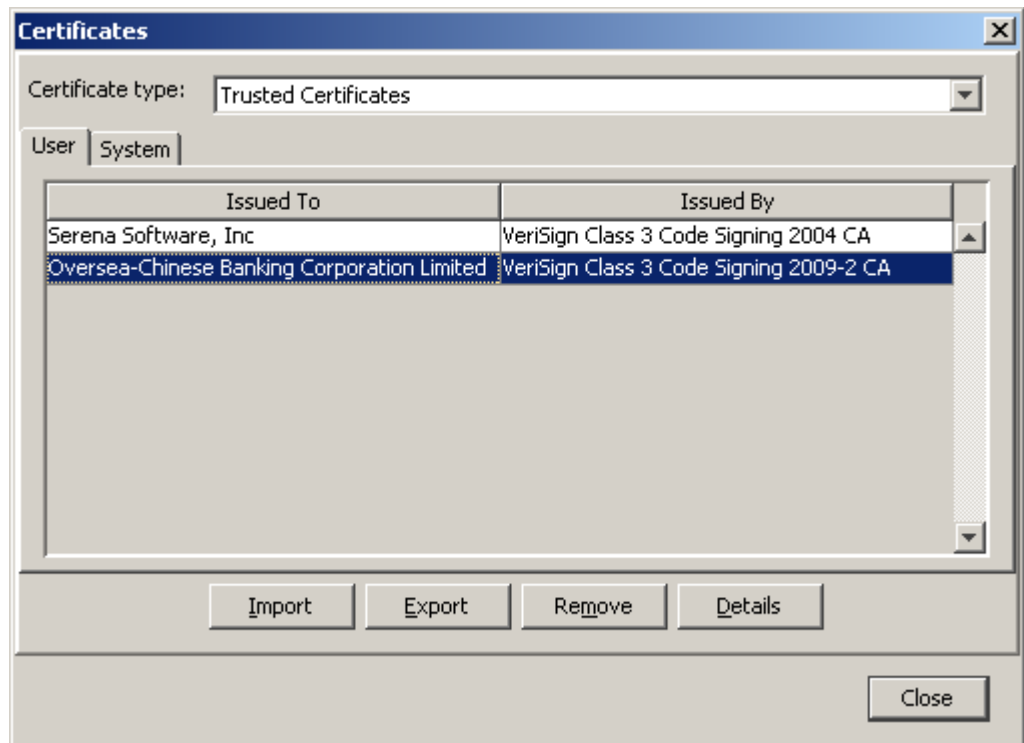 Certificates
Certificate type: Trusted Certificates
User System
Issued To Issued By
Serena Software, Inc VeriSign Class 3 Code Signing 2004 CA
Oversea-Chinese Banking Corporation Limited VeriSign Class 3 Code Signing 2009-2 CA
Import Export Remove Details
Close